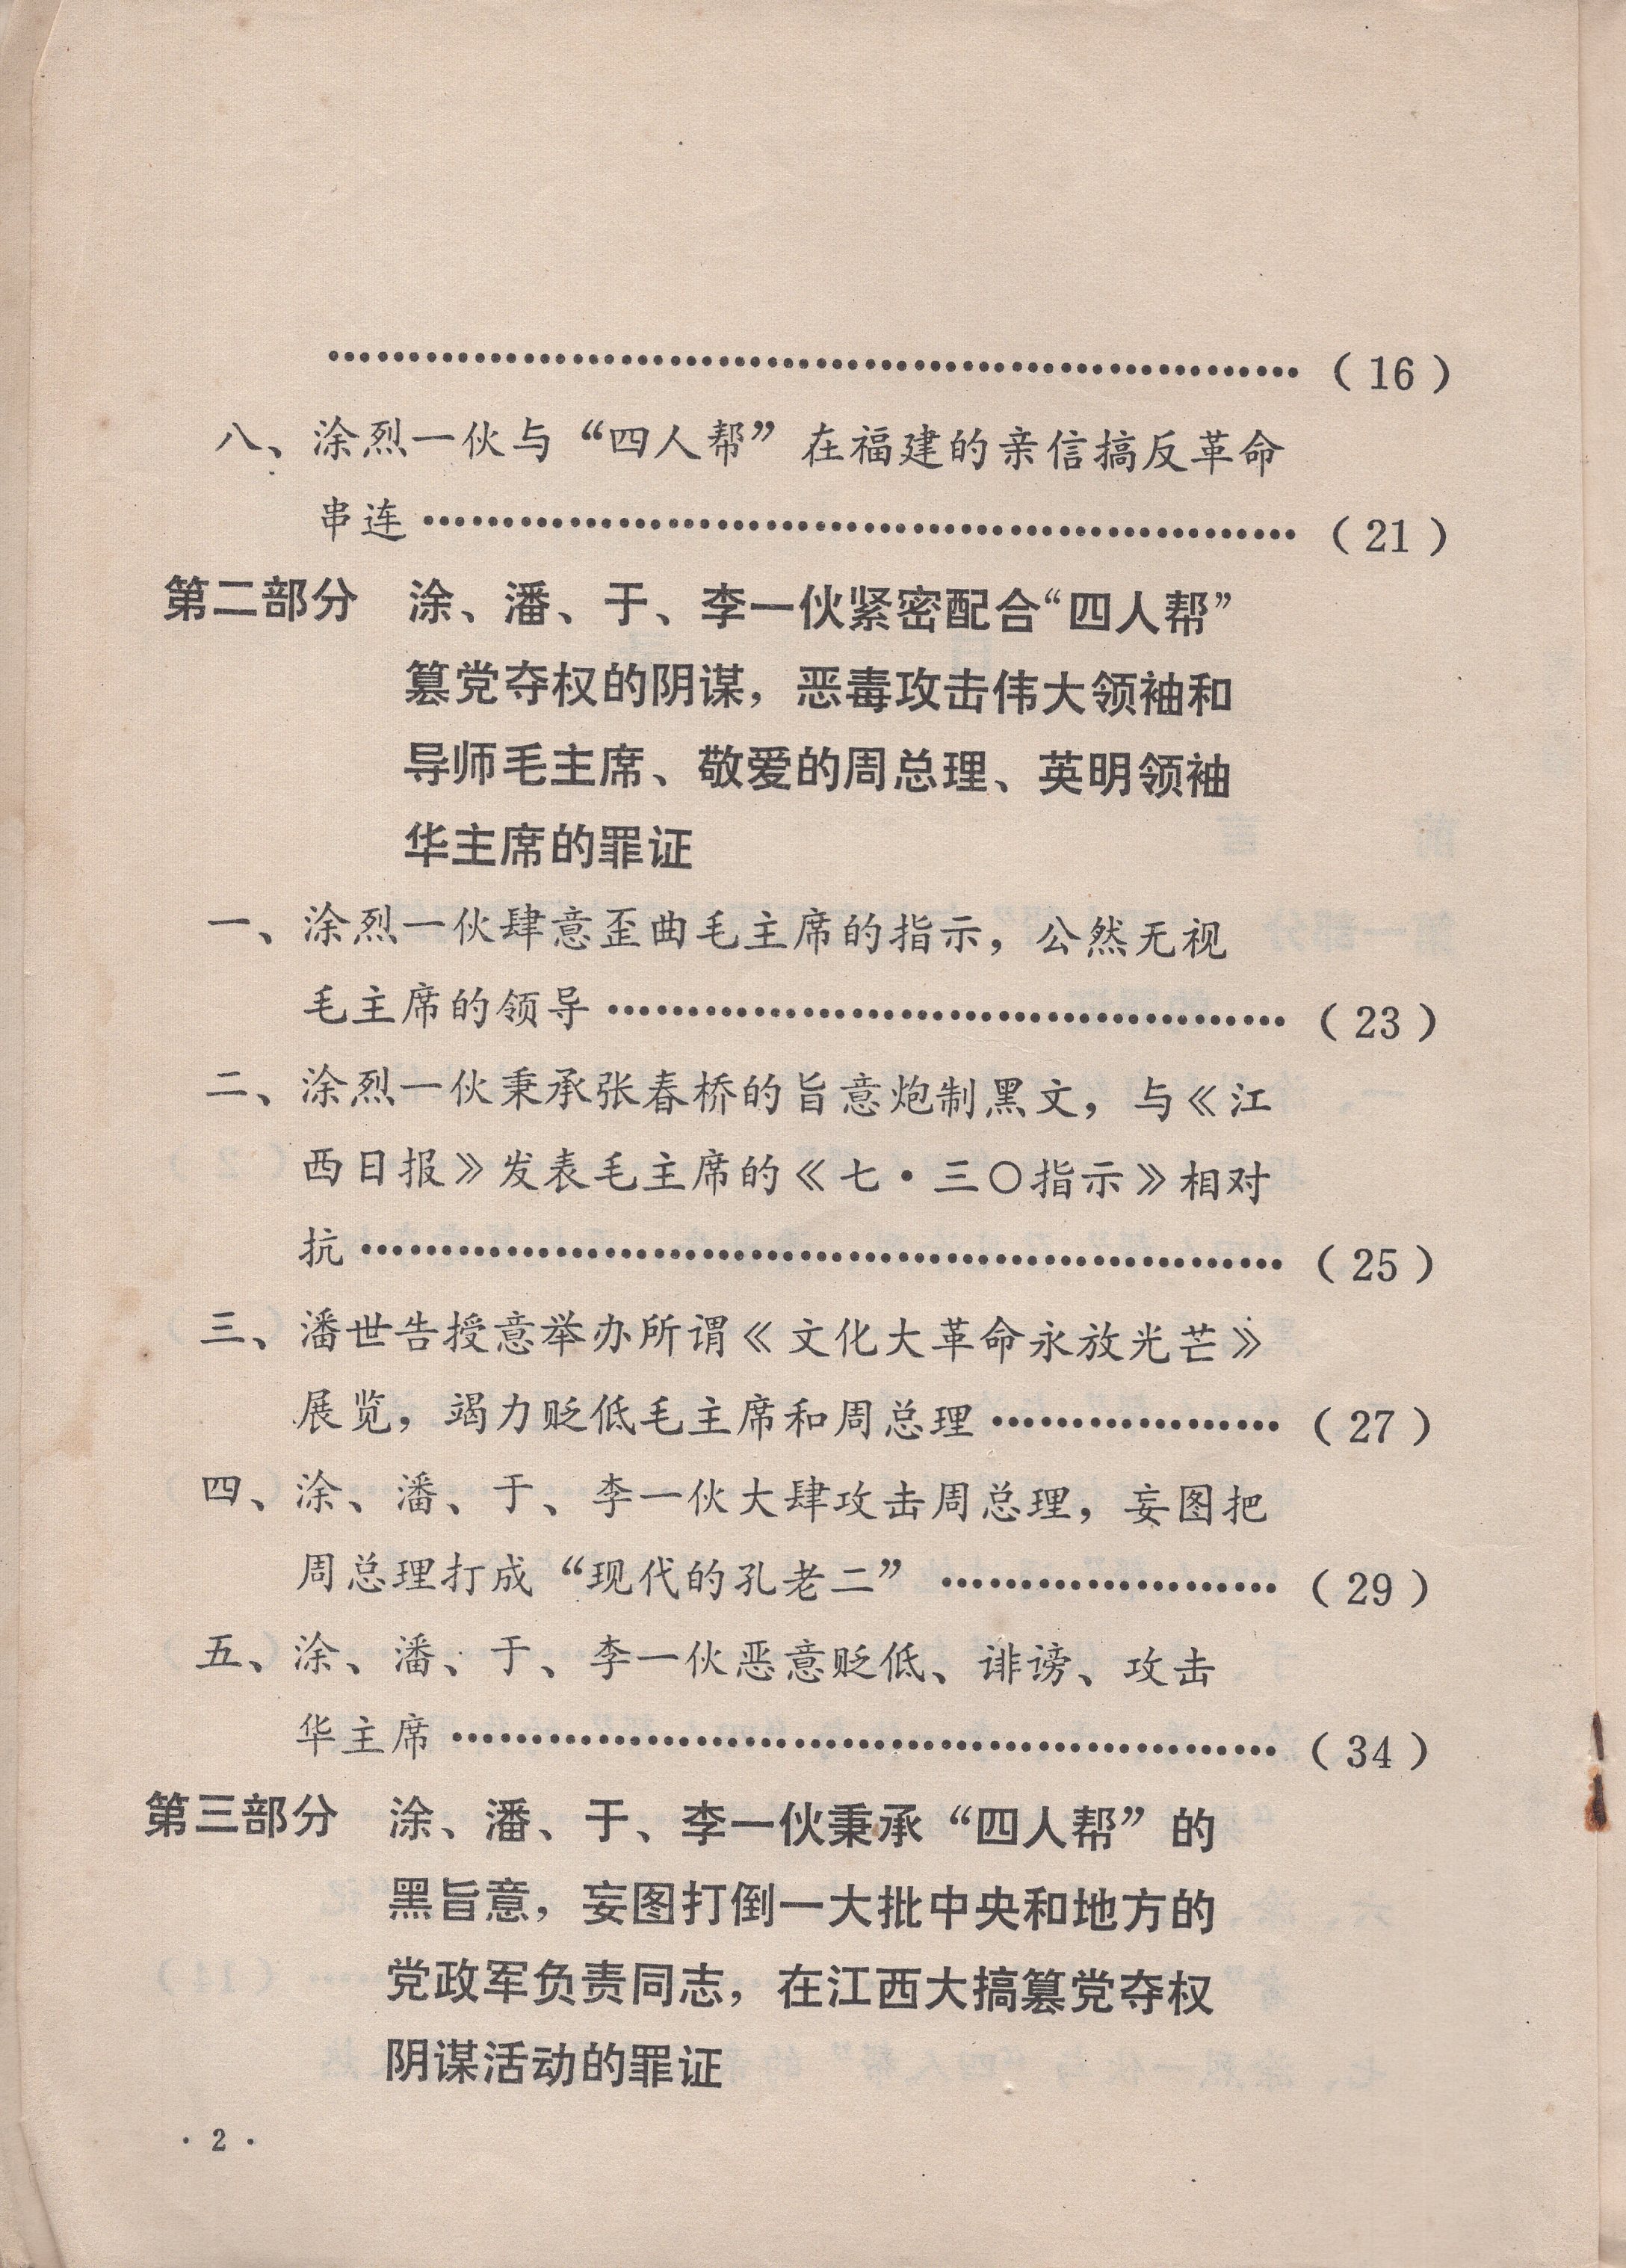 ……………………………………………………（16）
八、涂烈一伙与“四人帮”在福建的亲信搞反革命
串连………………………………………………（21）
第二部分　涂、潘、于、李一伙紧密配合“四人帮”
篡党夺权的阴谋，恶毒攻击伟大领袖和
导师毛主席、敬爱的周总理、英明领袖
华主席的罪证
一、涂烈一伙肆意歪曲毛主席的指示，公然无视
毛主席的领导……………………………………（23）
二、涂烈一伙秉承张春桥的旨意炮制黑文，与《江
西日报》发表毛主席的《七·三〇指示》相对
抗…………………………………………………（25）
三、潘世告授意举办所谓《文化大革命永放光芒》
展览，竭力贬低毛主席和周总理………………（27）
四、涂、潘、于、李一伙大肆攻击周总理，妄图把
周总理打成“现代的孔老二”…………………（29）
五、涂、潘、于、李一伙恶意贬低、诽谤、攻击
华主席……………………………………………（34）
第三部分　涂、潘、于、李一伙秉承“四人帮”的
黑旨意，妄图打倒一大批中央和地方的
党政军负责同志，在江西大搞篡党夺权
阴谋活动的罪证
· 2 ·